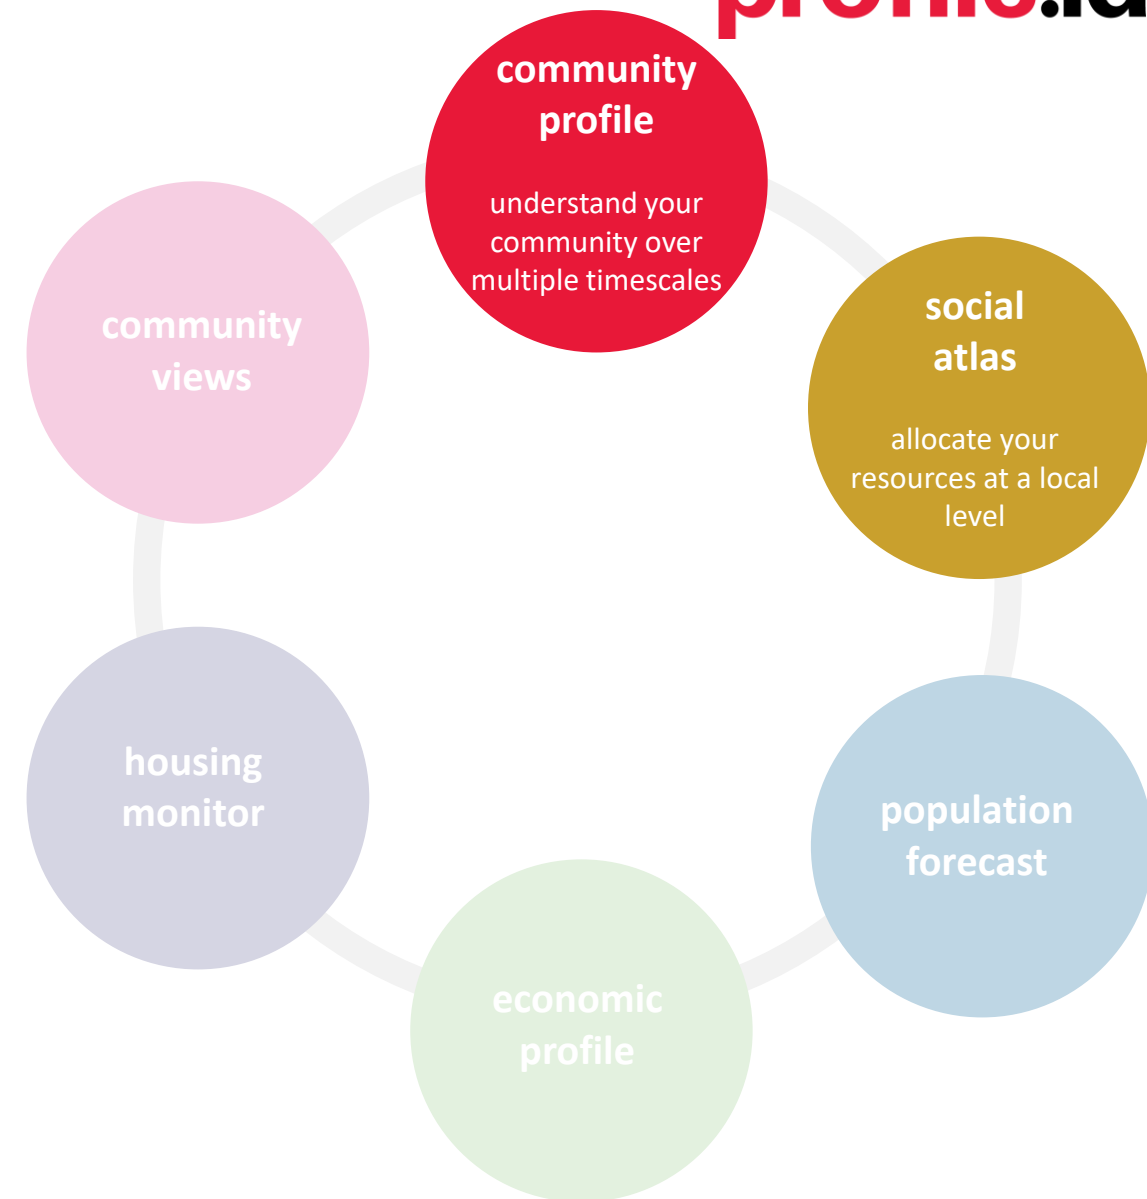 community
profile
understand your
community over
multiple timescales
social
atlas
allocate your
resources at a local
level
population
forecast
economic
profile
housing
monitor
community
views